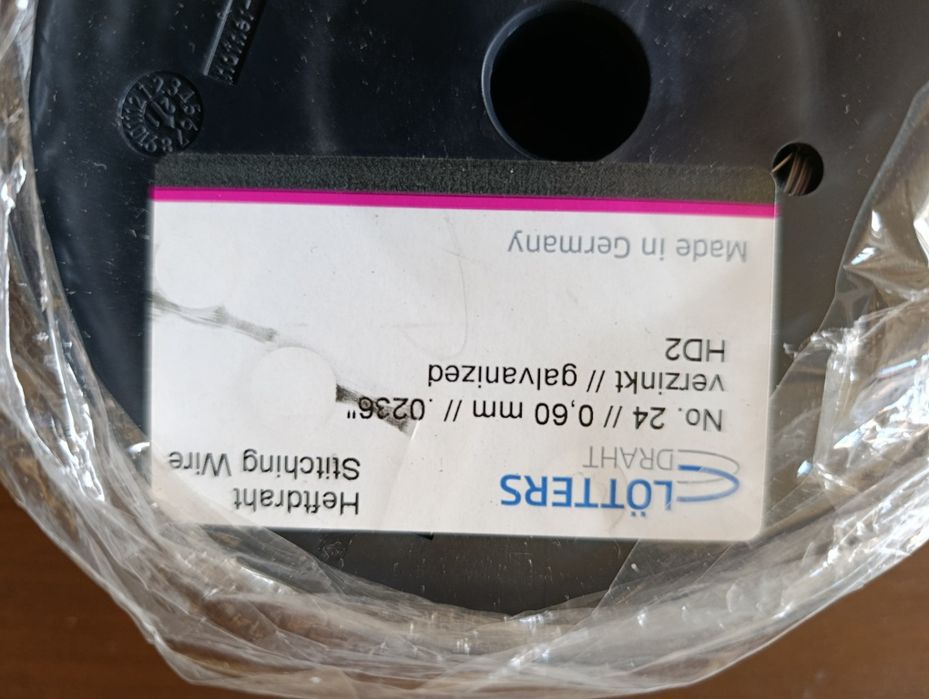 LÖTTERS
DRAHT
Heftdraht
Stitching Wire
No. 24 // 0,60 mm // .0236"
verzinkt // galvanized
HD2
Made in Germany